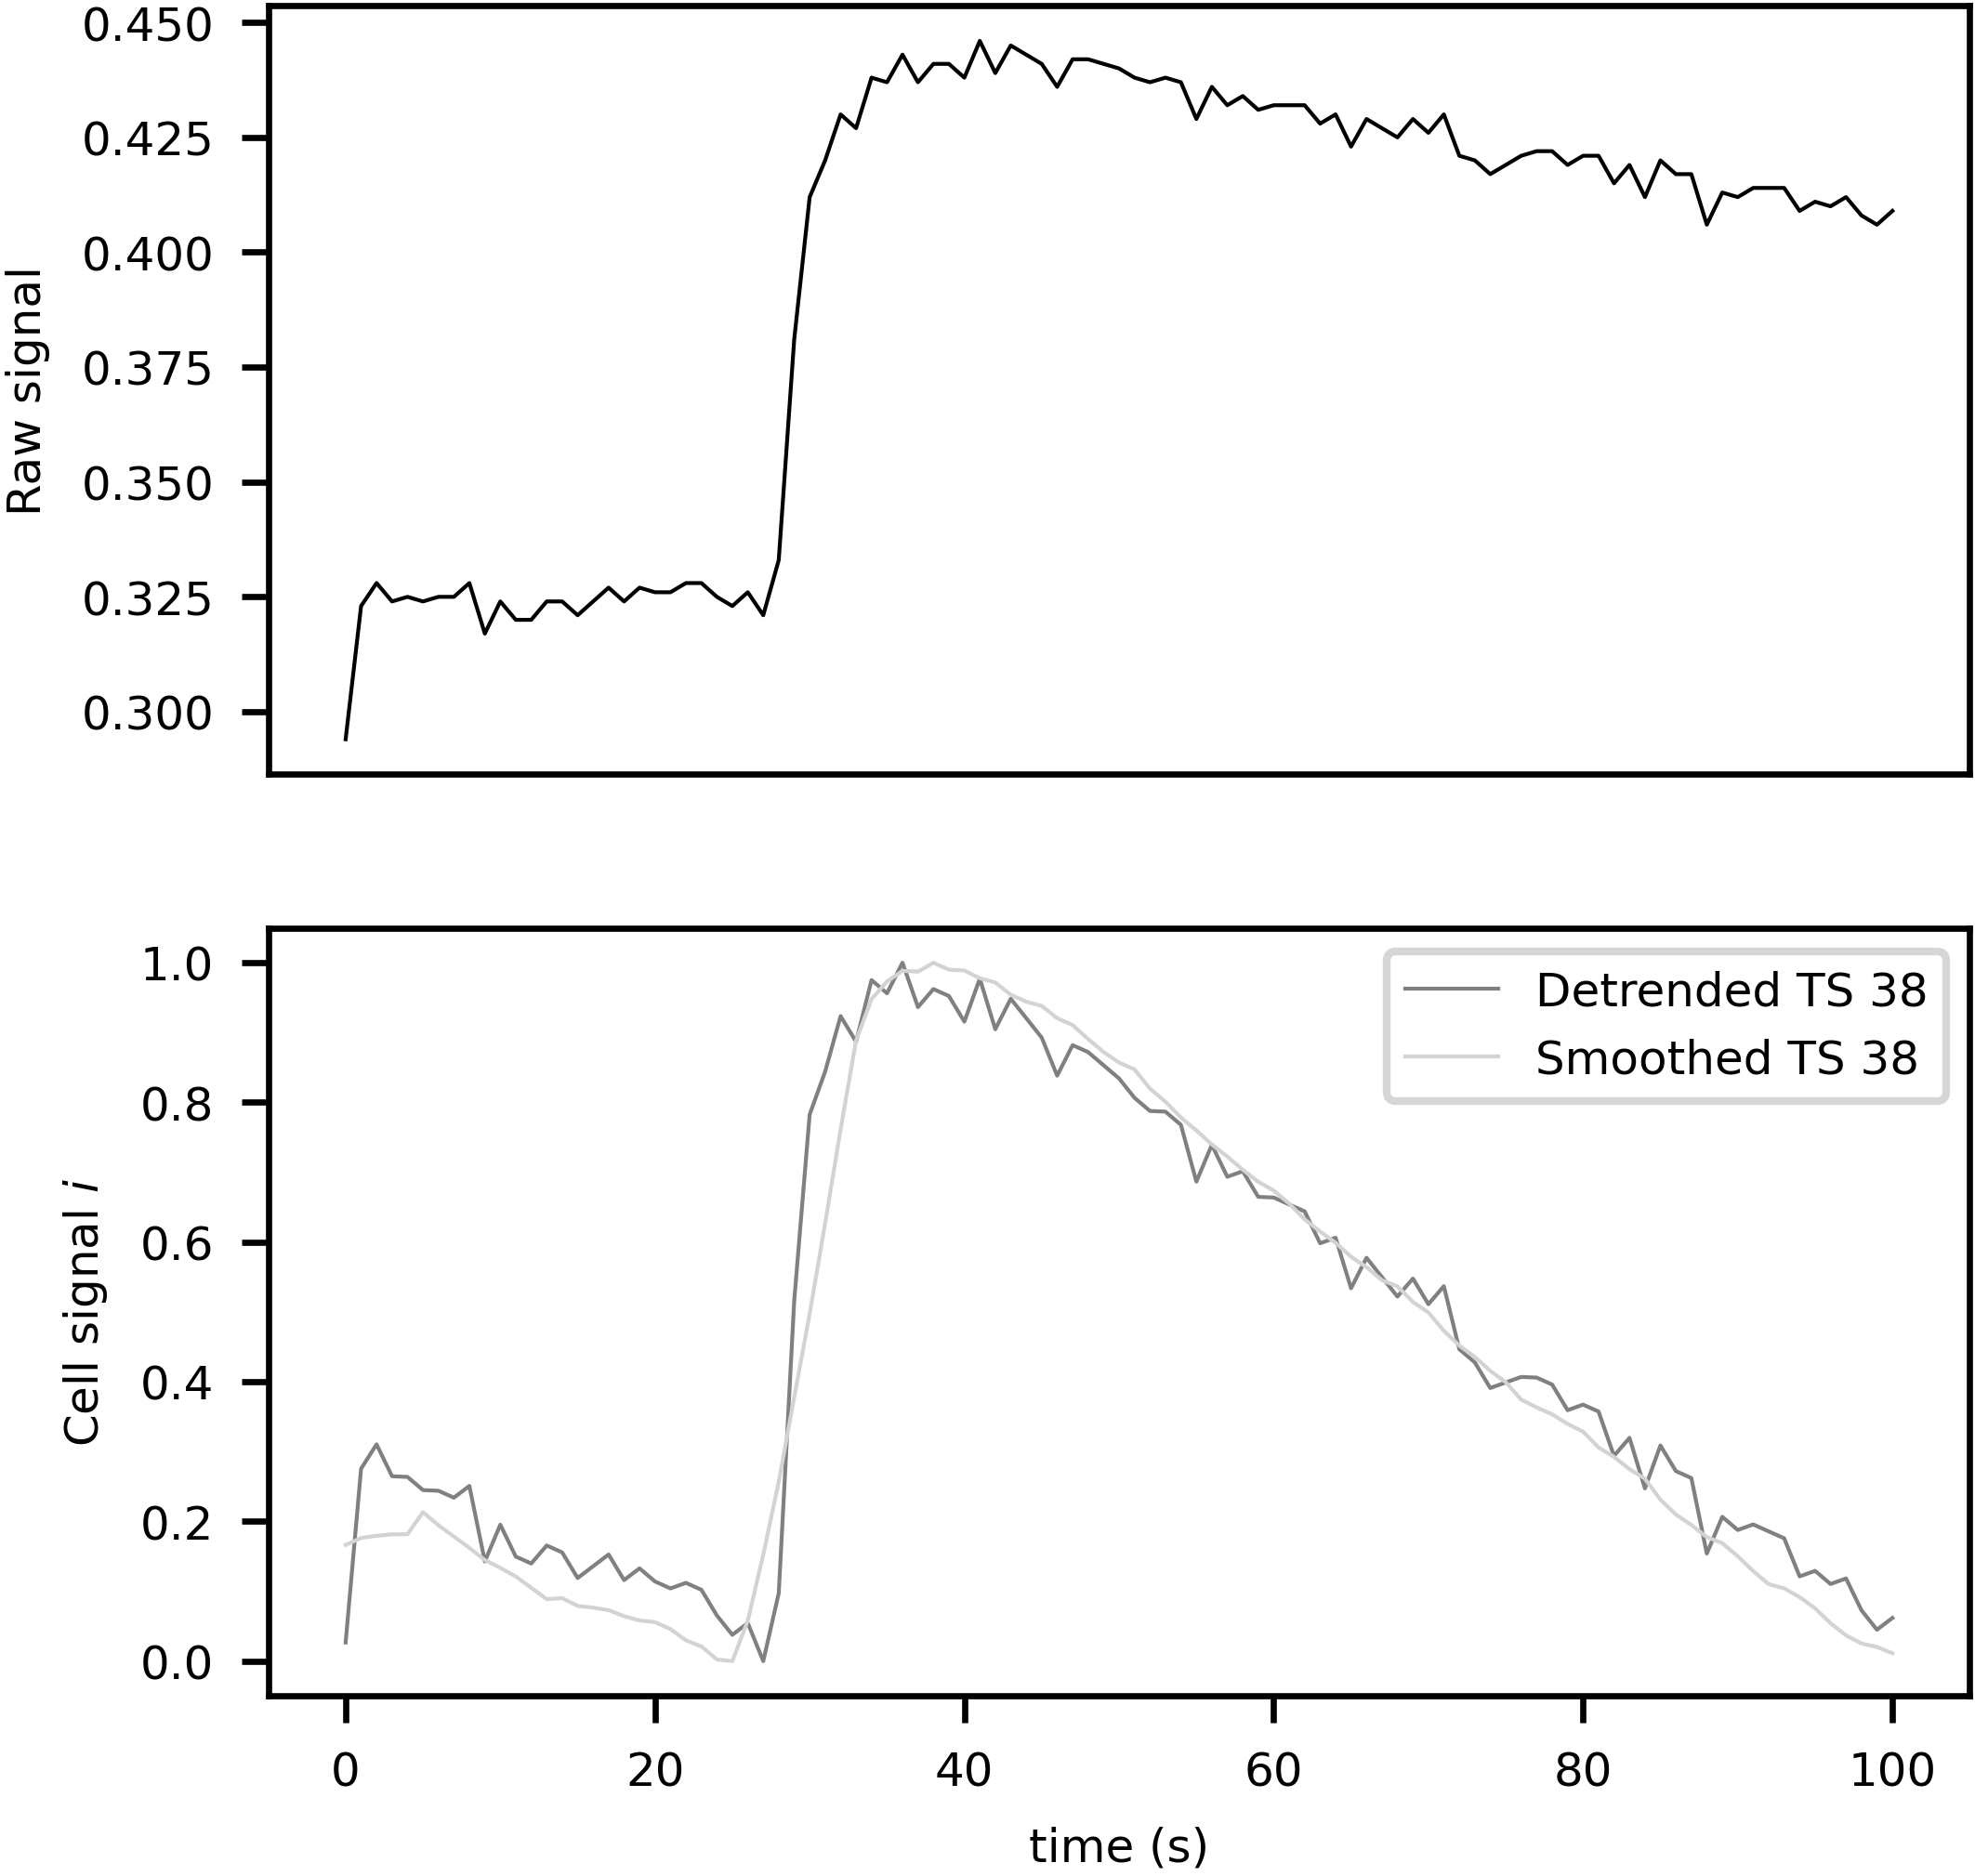 0.450
0.425
0.400
0.375
0.350
0.325
0.300
Raw signal
1.0
0.8
0.6
0.4
0.2
0.0
Cell signal i
Detrended TS 38
Smoothed TS 38
0 20 40 60 80 100
time (s)